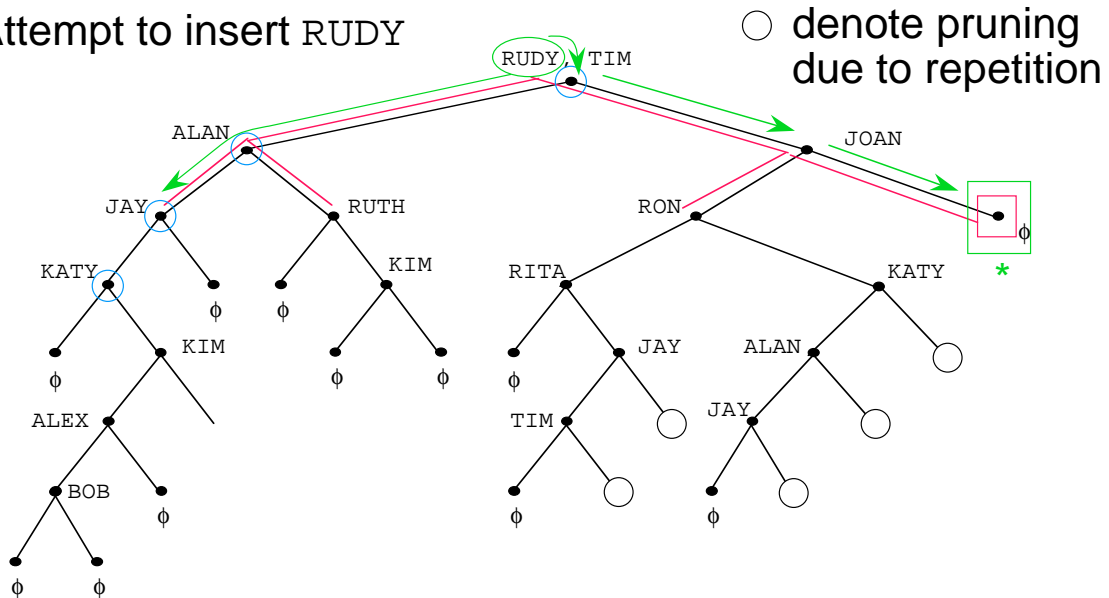 ttempt to insert RUDY
denote pruning
due to repetition
RUDY, TIM
ALAN
JOAN
JAY
RUTH
RON
ϕ
*
KATY
KIM
RITA
KATY
ϕ
ϕ
KIM
JAY
ALAN
ϕ
ϕ
ϕ
ϕ
ALEX
TIM
JAY
BOB
ϕ
ϕ
ϕ
ϕ
ϕ